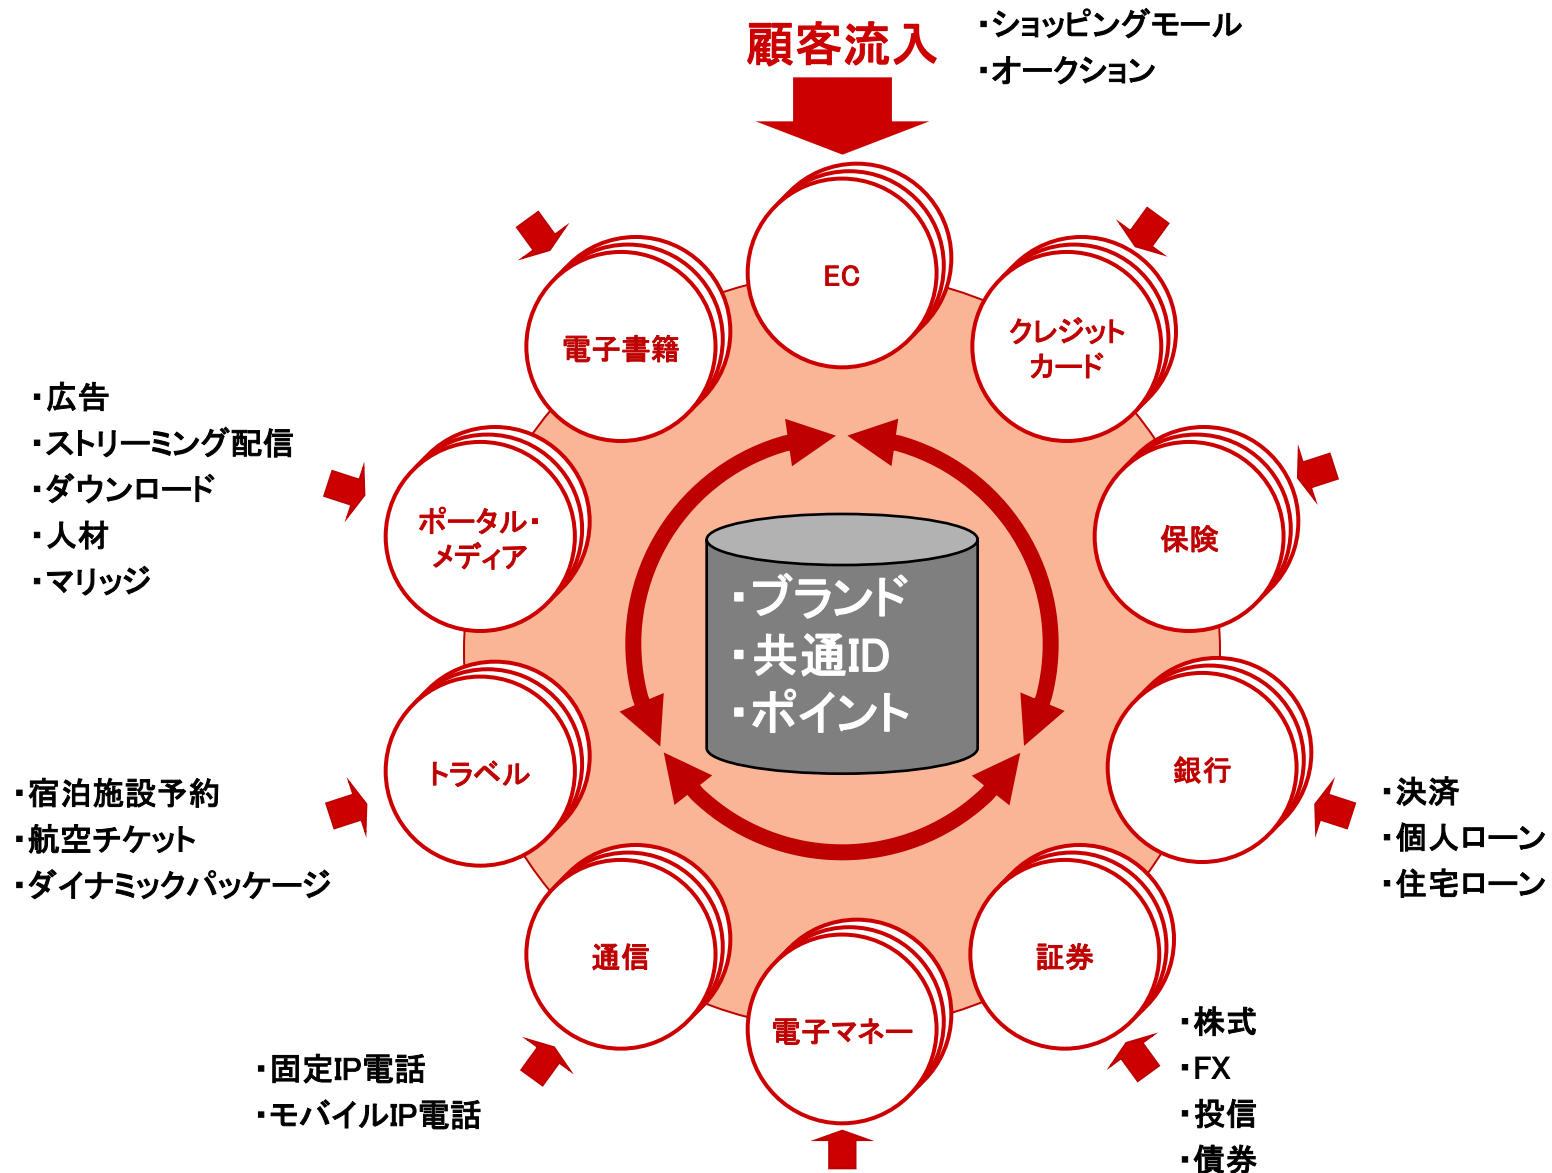 顧客流入
・ショッピングモール
・オークション
EC
電子書籍
クレジット
カード
・広告
・ストリーミング配信
・ダウンロード
・人材
・マリッジ
ポータル・
メディア
保険
・ブランド
・共通ID
・ポイント
トラベル
銀行
・宿泊施設予約
・航空チケット
・ダイナミックパッケージ
・決済
・個人ローン
・住宅ローン
通信
証券
電子マネー
・固定IP電話
・モバイルIP電話
・株式
・FX
・投信
・債券